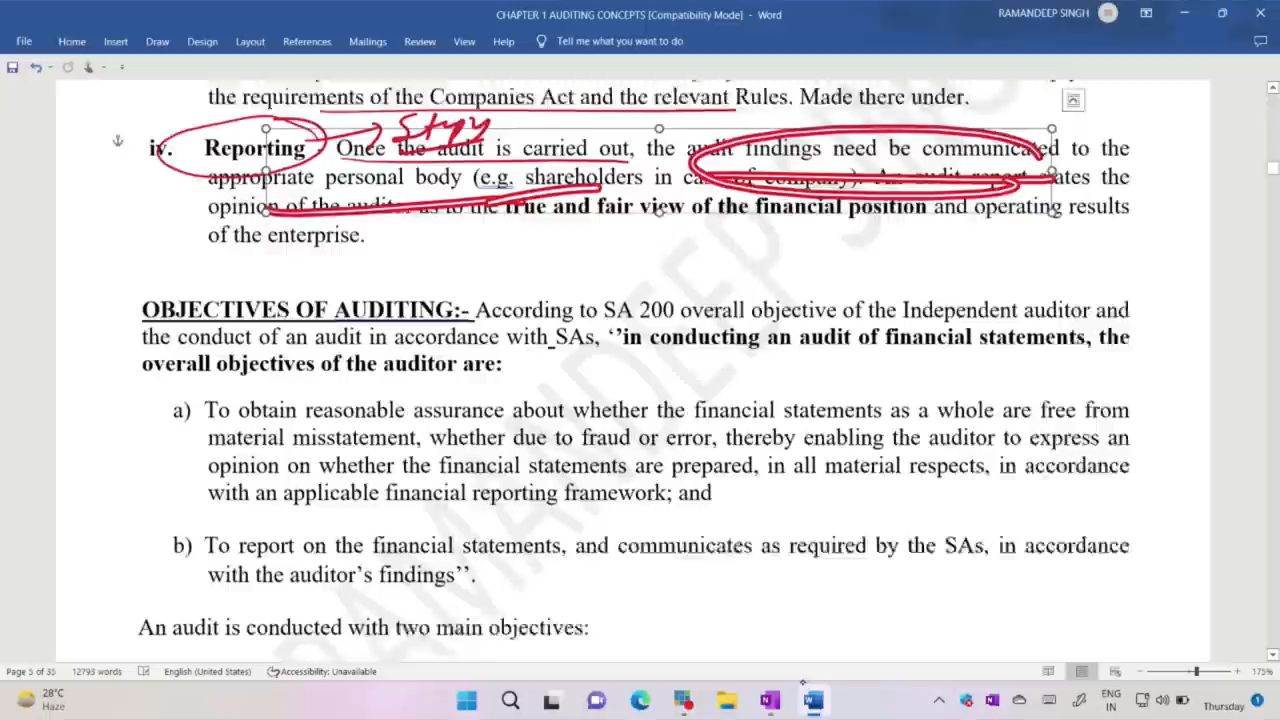 CHAPTER 1 AUDITING CONCEPTS [Compatibility Mode] - Word
RAMANDEEP SINGH
File Home Insert Draw Design Layout References Mailings Review View Help Tell me what you want to do
the requirements of the Companies Act and the relevant Rules. Made there under.
iv. Reporting - Once the audit is carried out, the audit findings need be communicated to the
appropriate personal body (e.g. shareholders in case of company). An audit report states the
opinion of the auditor, as to the true and fair view of the financial position and operating results
of the enterprise.
OBJECTIVES OF AUDITING:- According to SA 200 overall objective of the Independent auditor and
the conduct of an audit in accordance with SAs, ‘’in conducting an audit of financial statements, the
overall objectives of the auditor are:
a) To obtain reasonable assurance about whether the financial statements as a whole are free from
material misstatement, whether due to fraud or error, thereby enabling the auditor to express an
opinion on whether the financial statements are prepared, in all material respects, in accordance
with an applicable financial reporting framework; and
b) To report on the financial statements, and communicates as required by the SAs, in accordance
with the auditor’s findings’’.
An audit is conducted with two main objectives:
RAMANDEEP
Page 5 of 35 12793 words English (United States) Accessibility: Unavailable 175%
28°C
Haze
ENG
IN
Thursday